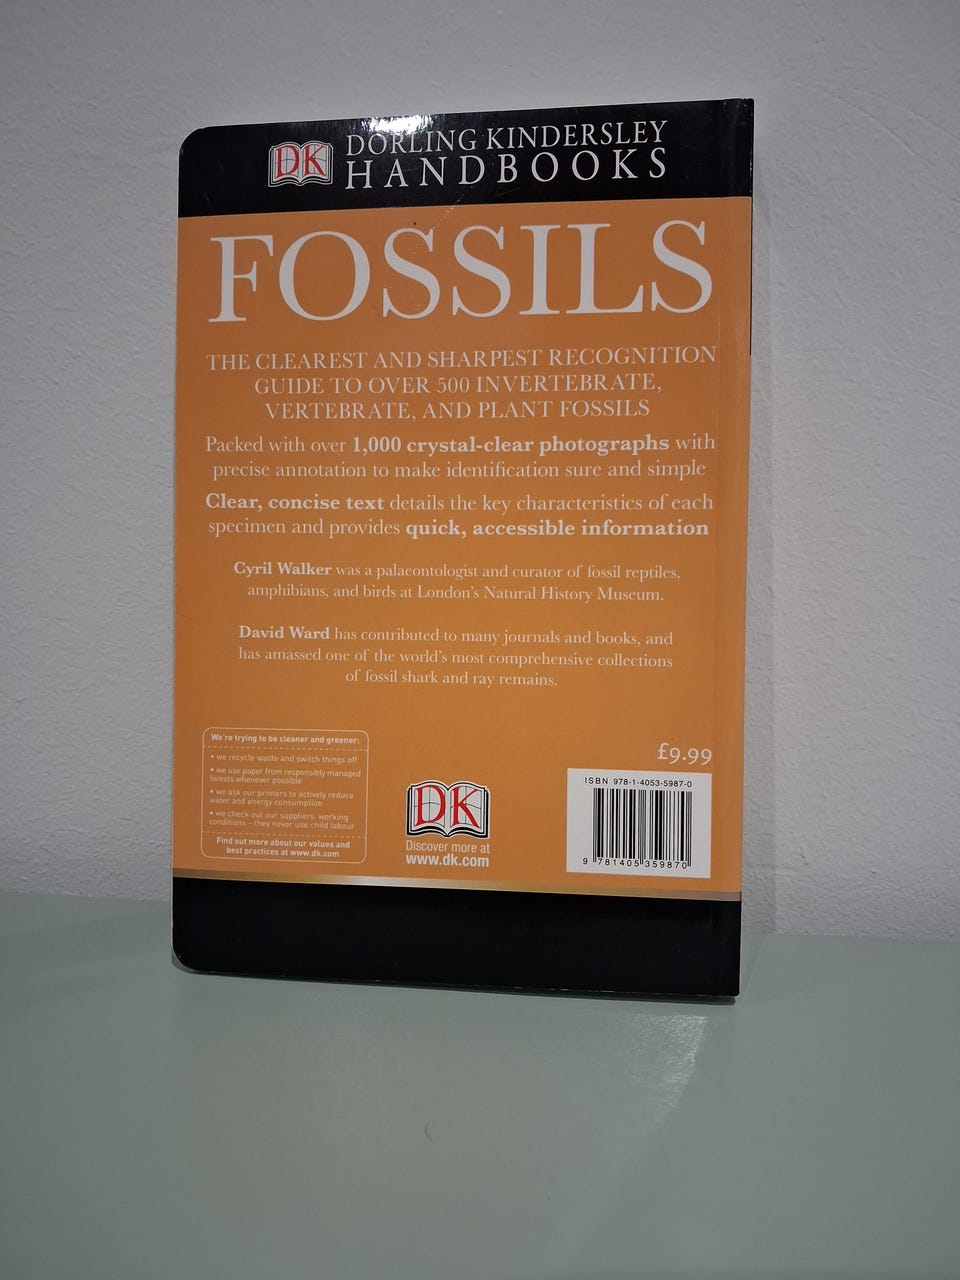 DK DORLING KINDERSLEY
HANDBOOKS
FOSSILS
THE CLEAREST AND SHARPEST RECOGNITION
GUIDE TO OVER 500 INVERTEBRATE,
VERTEBRATE, AND PLANT FOSSILS
Packed with over 1,000 crystal-clear photographs with
precise annotation to make identification sure and simple
Clear, concise text details the key characteristics of each
specimen and provides quick, accessible information
Cyril Walker was a palaeontologist and curator of fossil reptiles,
amphibians, and birds at London's Natural History Museum.
David Ward has contributed to many journals and books, and
has amassed one of the world's most comprehensive collections
of fossil shark and ray remains.
We're trying to be cleaner and greener:
• we recycle waste and switch things off
• we use paper from responsibly managed
forests whenever possible
• we ask our printers to actively reduce
water and energy consumption
• we check out our suppliers' working
conditions – they never use child labour
Find out more about our values and
best practices at www.dk.com
DK
Discover more at
www.dk.com
£9.99
ISBN 978-1-4053-5987-0
9 781405 359870